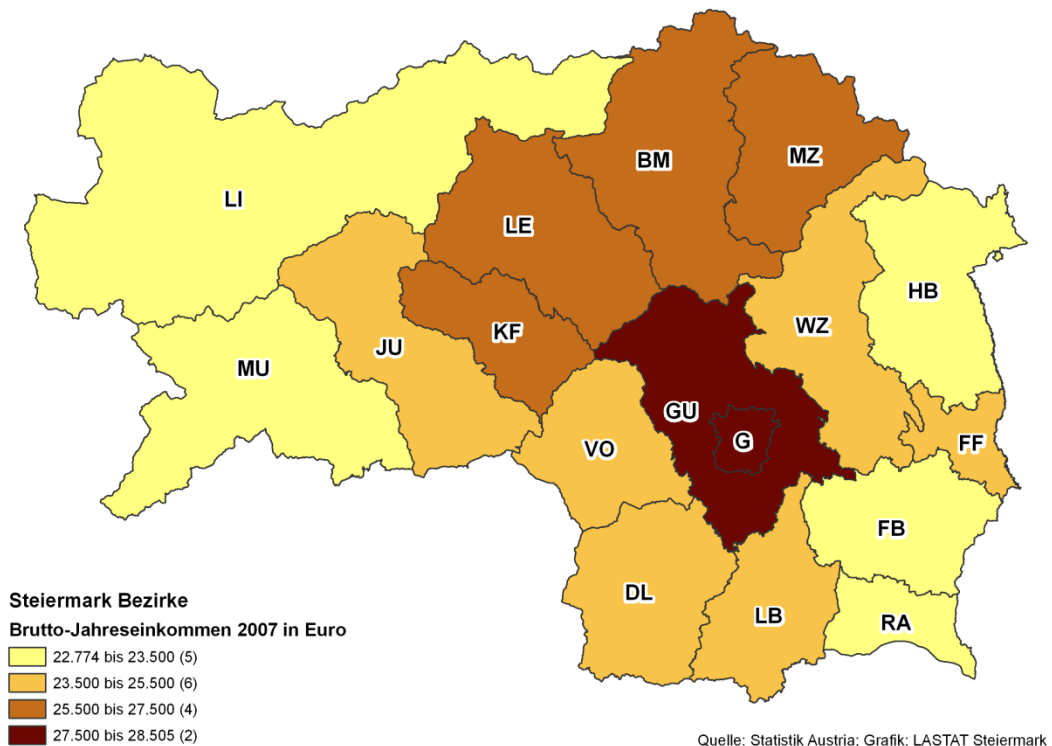 BM
MZ
LI
LE
HB
WZ
KF
JU
MU
GU
G
VO
FF
FB
DL
LB
RA
Steiermark Bezirke
Brutto-Jahreseinkommen 2007 in Euro
22.774 bis 23.500 (5)
23.500 bis 25.500 (6)
25.500 bis 27.500 (4)
27.500 bis 28.505 (2)
Quelle: Statistik Austria; Grafik: LASTAT Steiermark